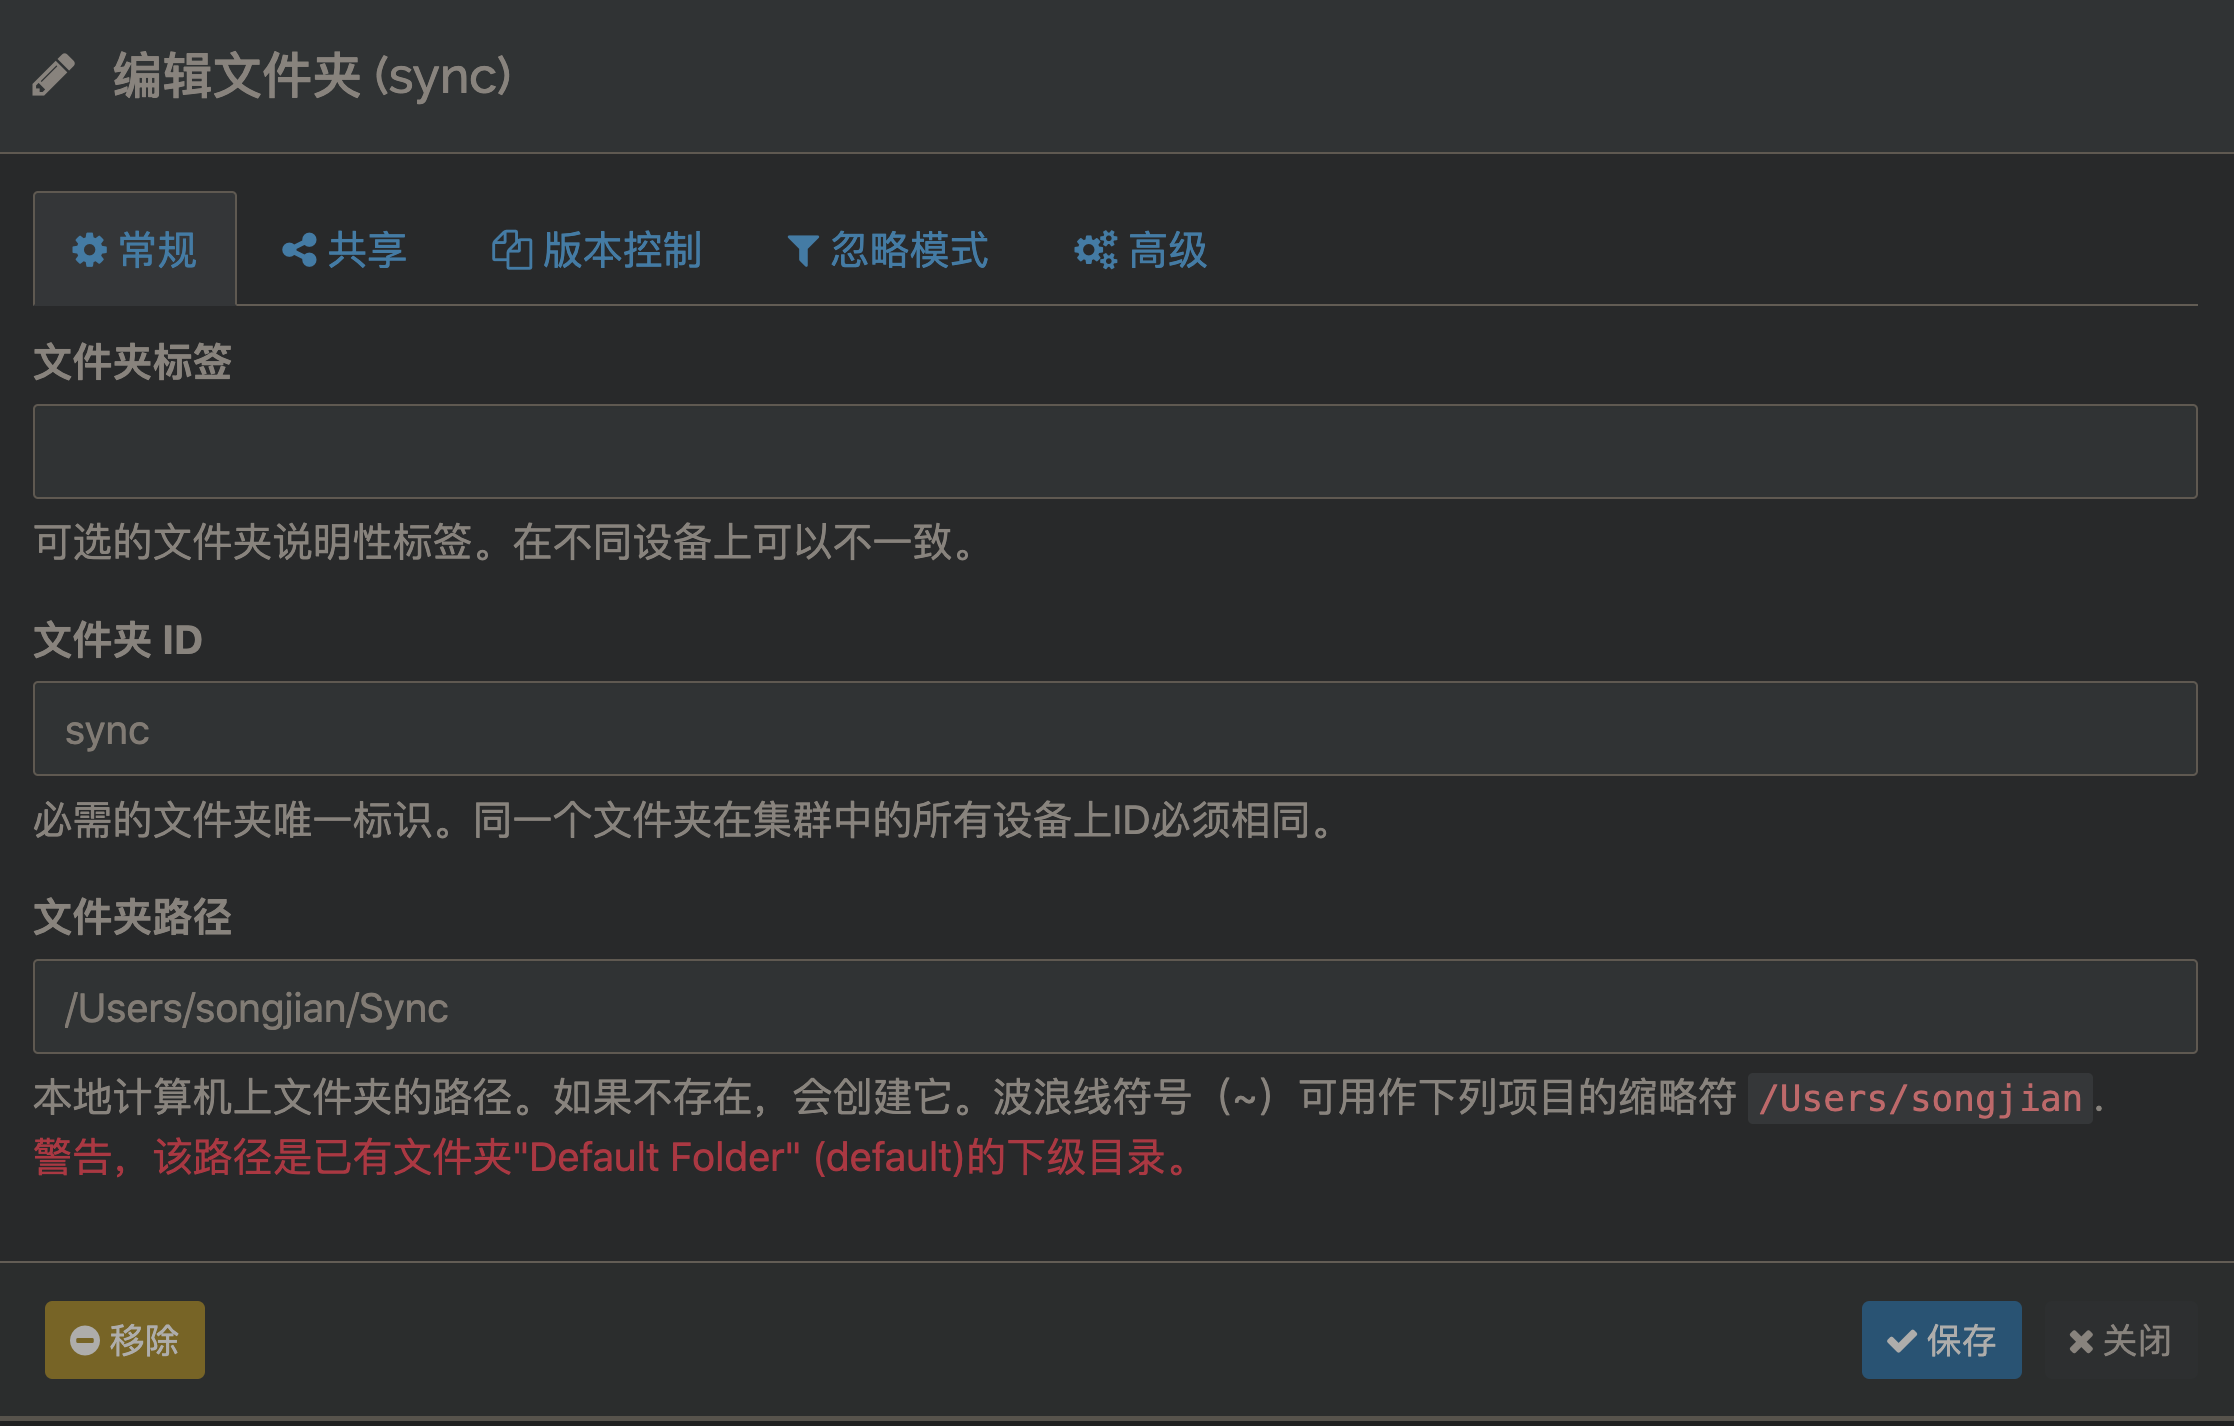 编辑文件夹 (sync)
常规 共享 版本控制 忽略模式 高级
文件夹标签
可选的文件夹说明性标签。在不同设备上可以不一致。
文件夹 ID
sync
必需的文件夹唯一标识。同一个文件夹在集群中的所有设备上ID必须相同。
文件夹路径
/Users/songjian/Sync
本地计算机上文件夹的路径。如果不存在，会创建它。波浪线符号（~）可用作下列项目的缩略符 /Users/songjian.
警告，该路径是已有文件夹"Default Folder" (default)的下级目录。
移除 保存 关闭